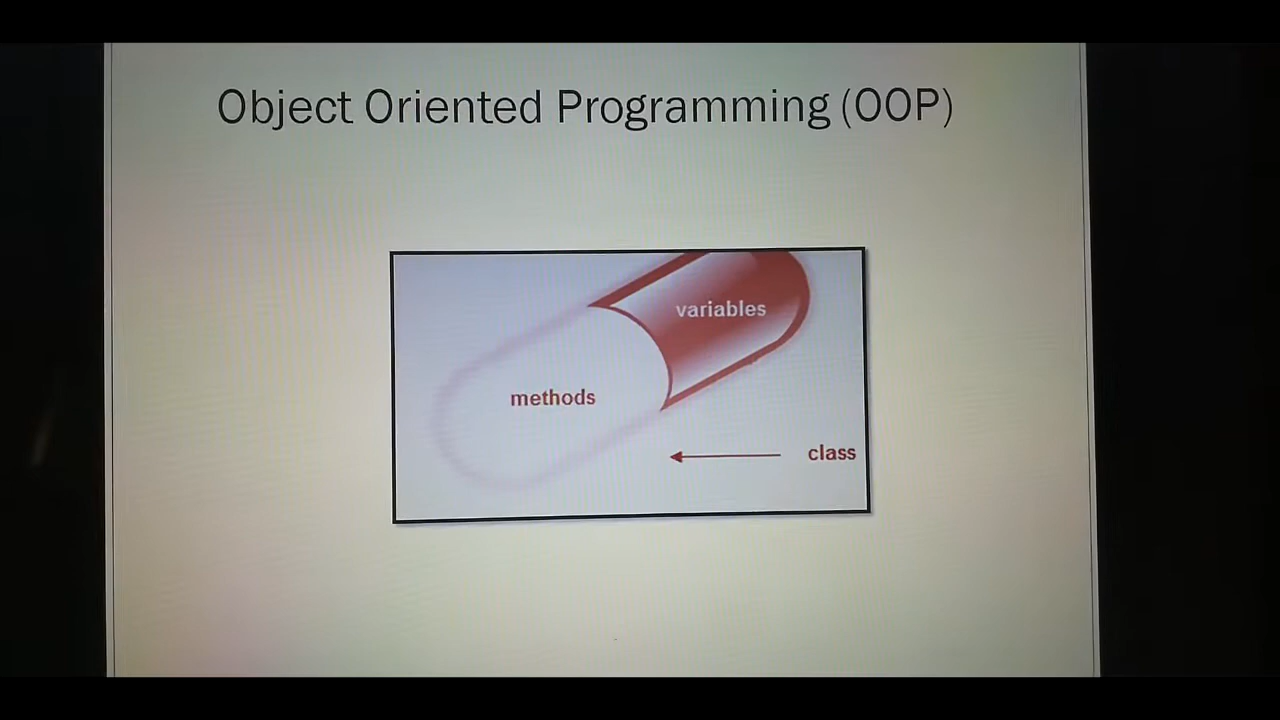 Object Oriented Programming (OOP)
variables
methods
class